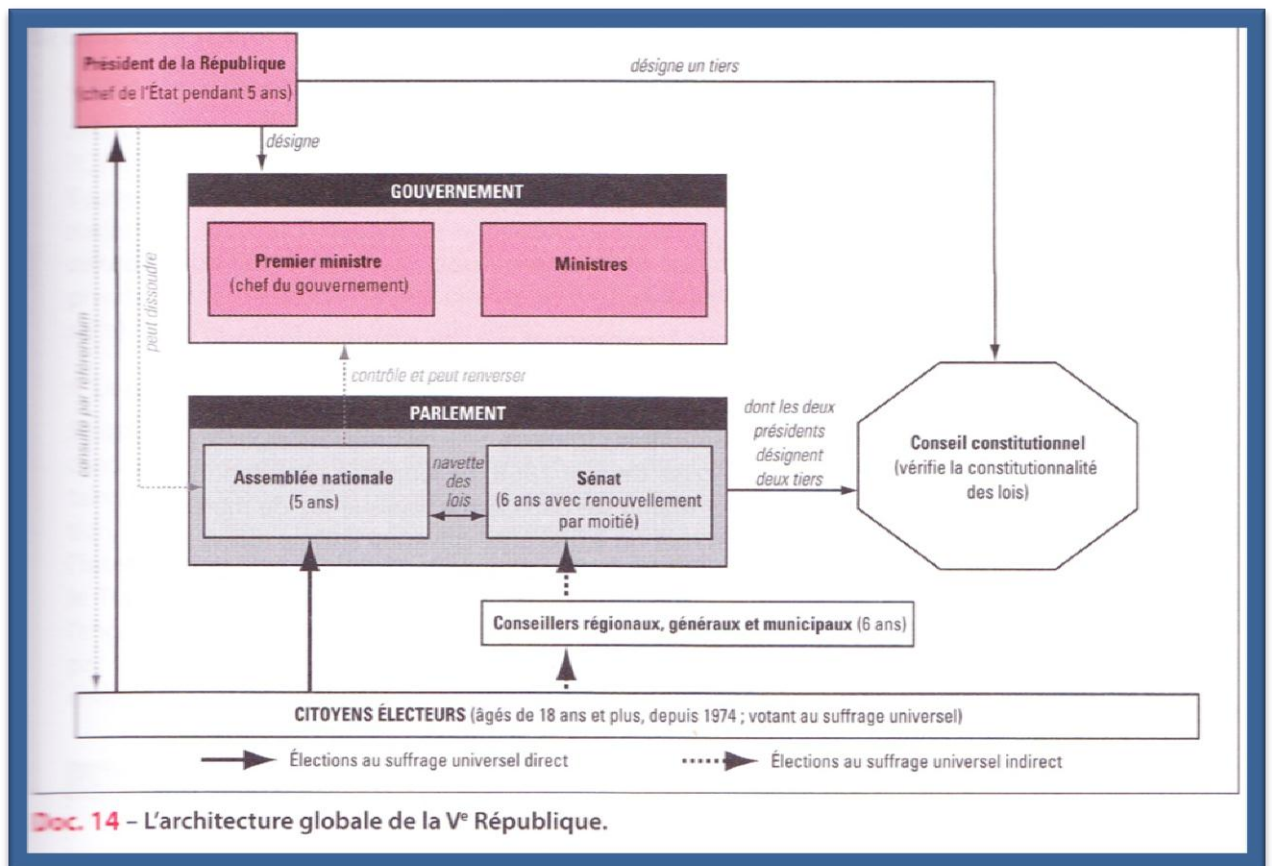 Président de la République
(chef de l'État pendant 5 ans)
désigne un tiers
désigne
GOUVERNEMENT
Premier ministre
(chef du gouvernement)
Ministres
peut dissoudre
consulte par référendum
contrôle et peut renverser
PARLEMENT
Assemblée nationale
(5 ans)
navette
des
lois
Sénat
(6 ans avec renouvellement
par moitié)
dont les deux
présidents
désignent
deux tiers
Conseil constitutionnel
(vérifie la constitutionnalité
des lois)
Conseillers régionaux, généraux et municipaux (6 ans)
CITOYENS ÉLECTEURS (âgés de 18 ans et plus, depuis 1974 ; votant au suffrage universel)
Élections au suffrage universel direct
Élections au suffrage universel indirect
Doc. 14 – L'architecture globale de la Vᵉ République.